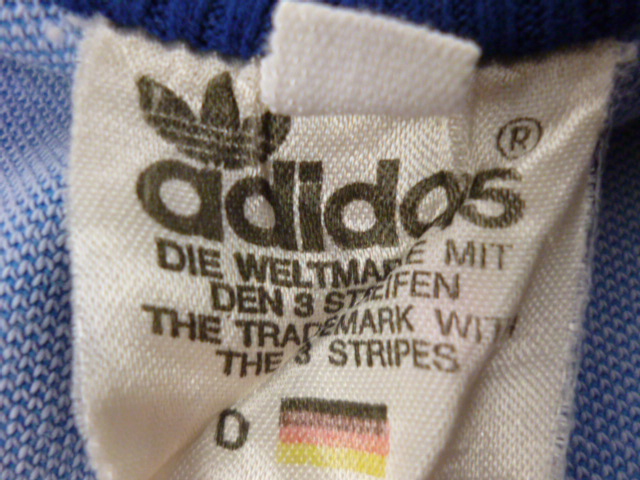 adidas ®
DIE WELTMARKE MIT
DEN 3 STREIFEN
THE TRADEMARK WITH
THE 3 STRIPES
D